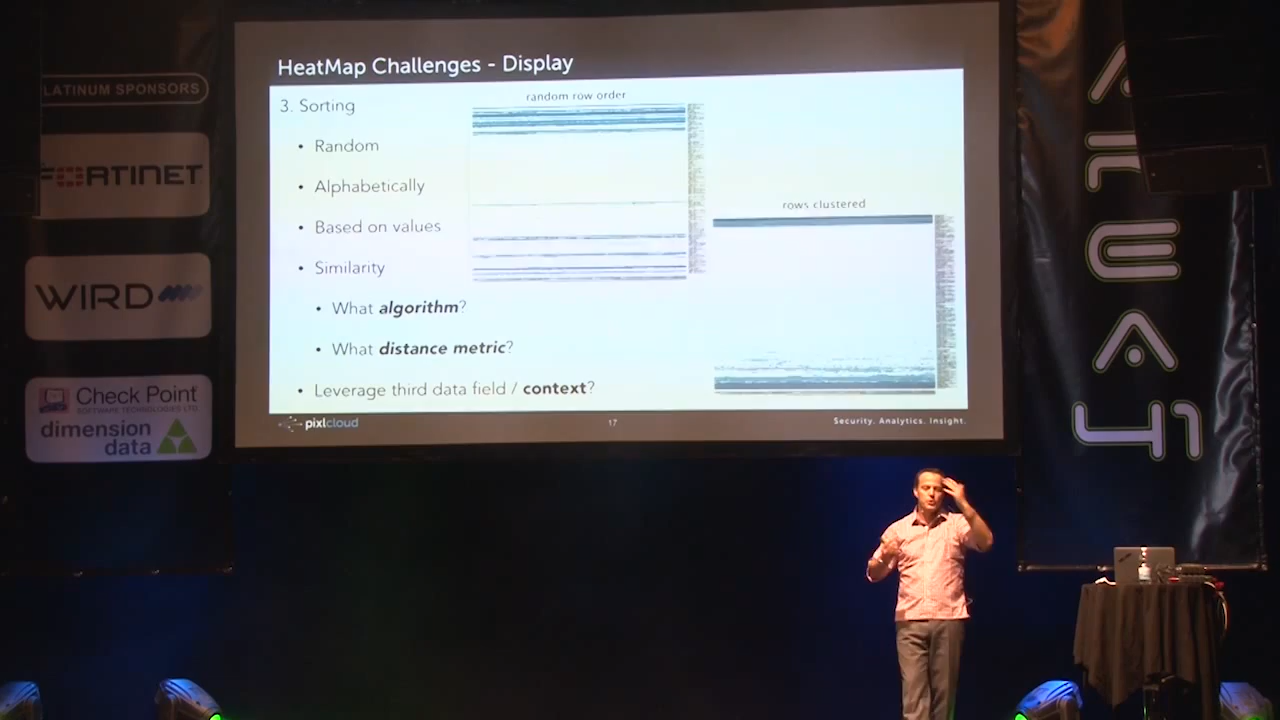 HeatMap Challenges - Display
3. Sorting
• Random
• Alphabetically
• Based on values
• Similarity
• What algorithm?
• What distance metric?
• Leverage third data field / context?
random row order
rows clustered
pixlcloud
17
Security. Analytics. Insight.
LATINUM SPONSORS
FORTINET
WIRD
Check Point
SOFTWARE TECHNOLOGIES LTD
dimension
data
AREA41